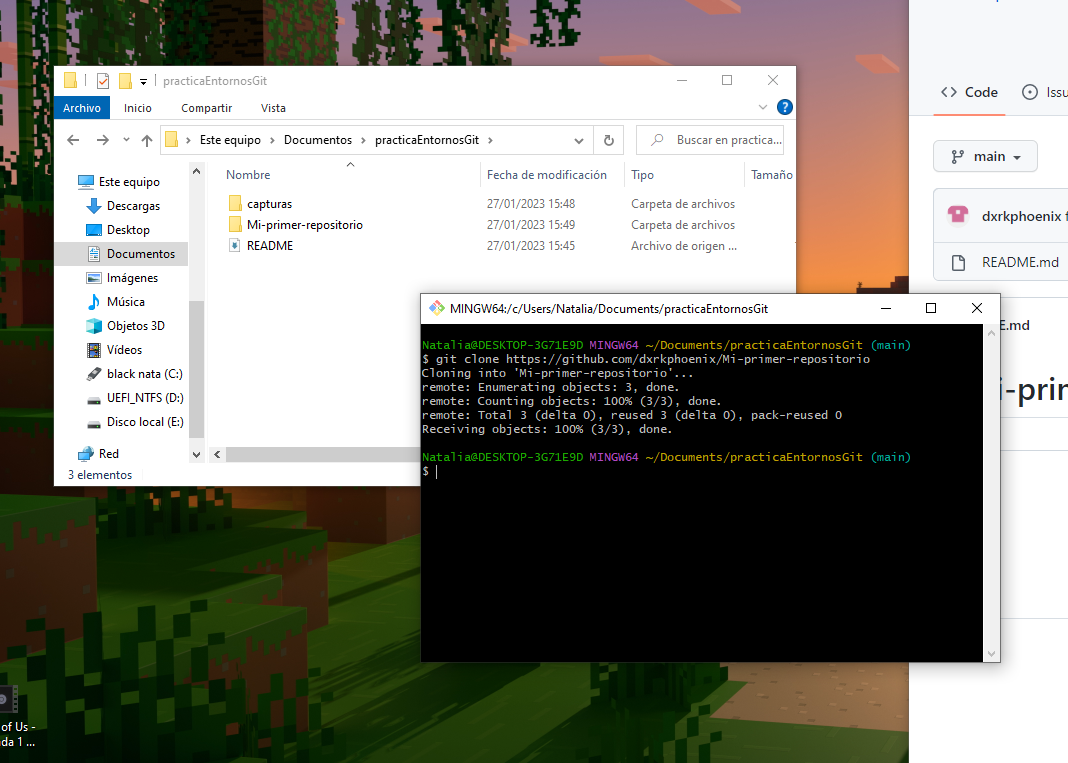 practicaEntornosGit
Archivo Inicio Compartir Vista
Este equipo Documentos practicaEntornosGit
Buscar en practica...
Nombre Fecha de modificación Tipo Tamaño
capturas 27/01/2023 15:48 Carpeta de archivos
Mi-primer-repositorio 27/01/2023 15:49 Carpeta de archivos
README 27/01/2023 15:45 Archivo de origen ...
Este equipo
Descargas
Desktop
Documentos
Imágenes
Música
Objetos 3D
Vídeos
black nata (C:)
UEFI_NTFS (D:)
Disco local (E:)
Red
3 elementos
MINGW64:/c/Users/Natalia/Documents/practicaEntornosGit
Natalia@DESKTOP-3G71E9D MINGW64 ~/Documents/practicaEntornosGit (main)
$ git clone https://github.com/dxrkphoenix/Mi-primer-repositorio
Cloning into 'Mi-primer-repositorio'...
remote: Enumerating objects: 3, done.
remote: Counting objects: 100% (3/3), done.
remote: Total 3 (delta 0), reused 3 (delta 0), pack-reused 0
Receiving objects: 100% (3/3), done.
Natalia@DESKTOP-3G71E9D MINGW64 ~/Documents/practicaEntornosGit (main)
$
Code Issu
main
dxrkphoenix f
README.md
E.md
i-prim
of Us -
da 1 ...